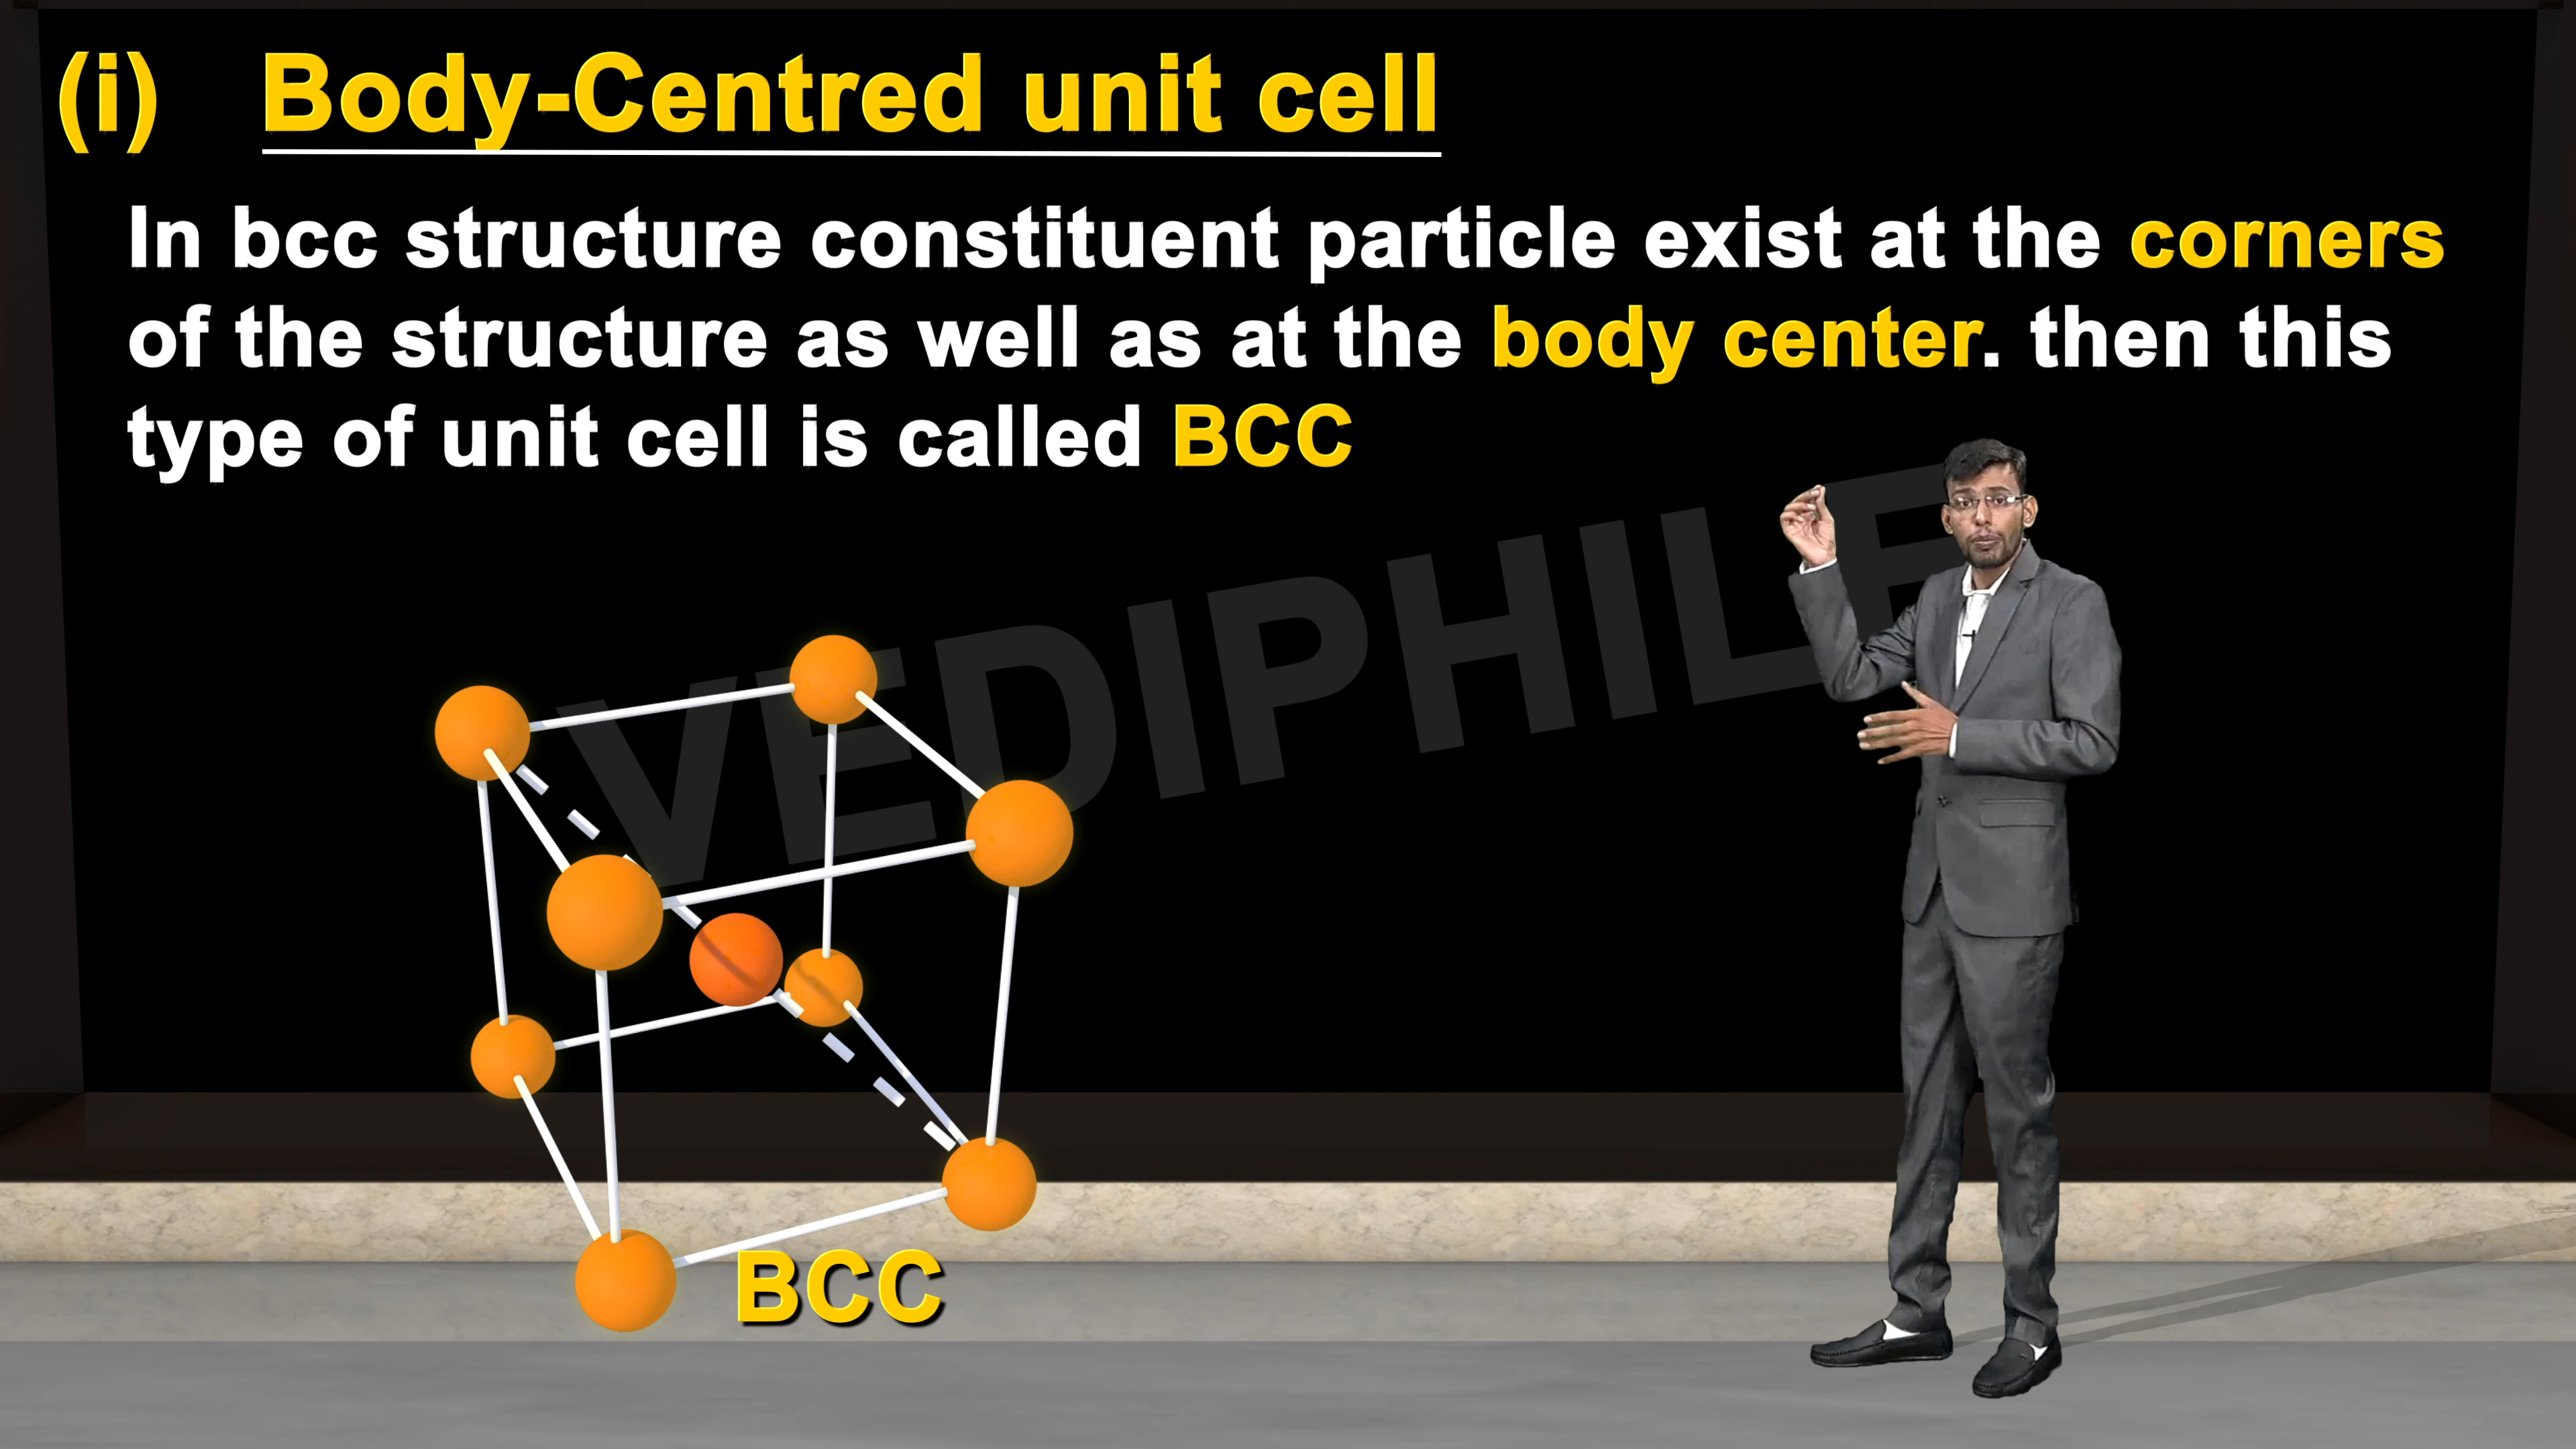 (i) Body-Centred unit cell
In bcc structure constituent particle exist at the corners
of the structure as well as at the body center. then this
type of unit cell is called BCC
VEDIPHILE
BCC